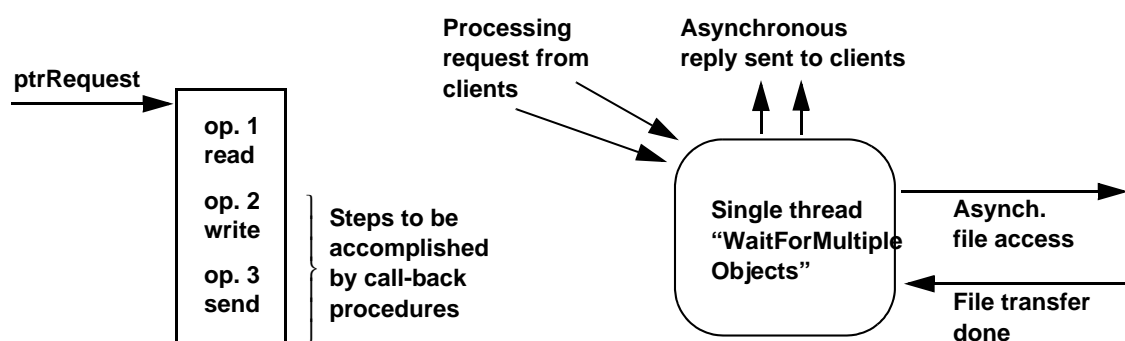 ptrRequest
op. 1
read
op. 2
write
op. 3
send
Steps to be
accomplished
by call-back
procedures
Processing
request from
clients
Asynchronous
reply sent to clients
Single thread
“WaitForMultiple
Objects”
Asynch.
file access
File transfer
done